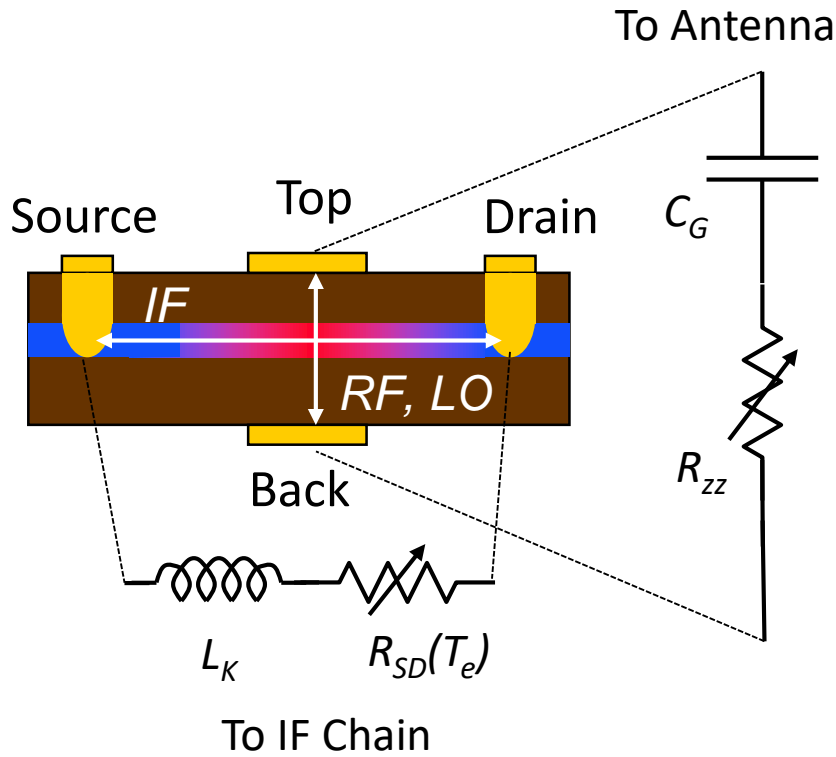 To Antenna
Top
Source
Drain
C_G
IF
RF, LO
R_zz
Back
L_K
R_SD(T_e)
To IF Chain